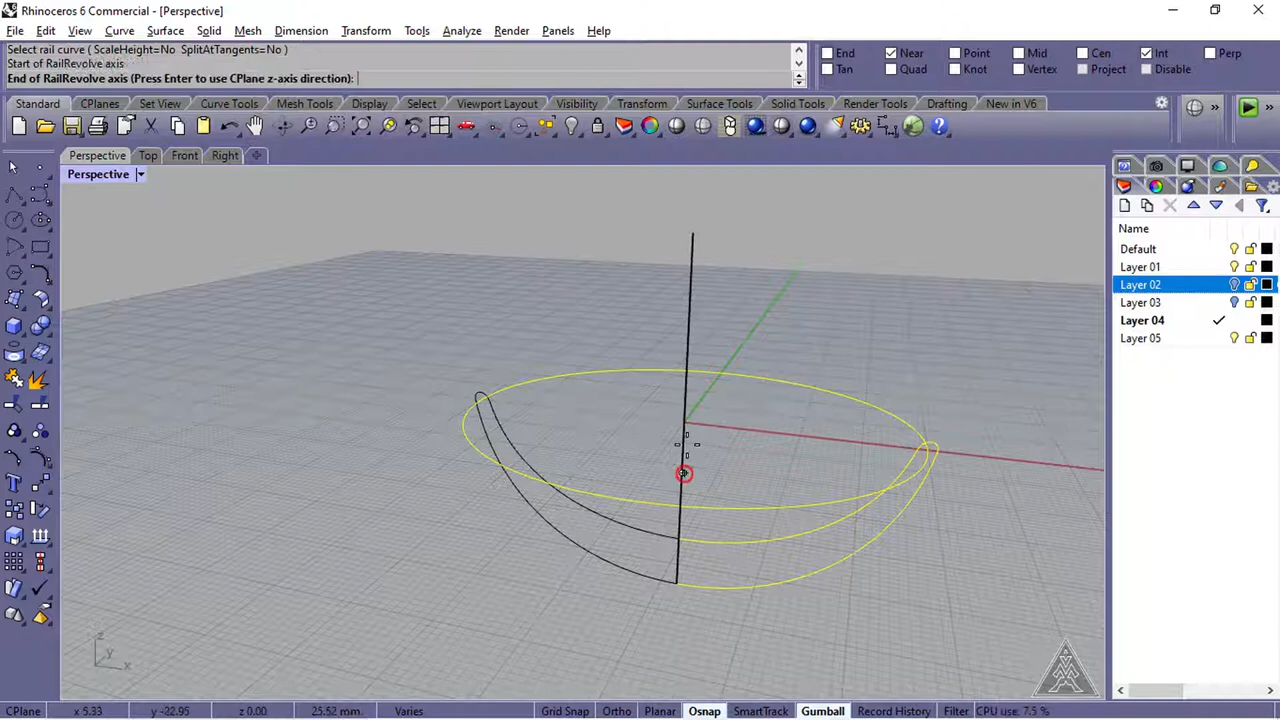 Rhinoceros 6 Commercial - [Perspective]
File Edit View Curve Surface Solid Mesh Dimension Transform Tools Analyze Render Panels Help
Select rail curve ( ScaleHeight=No SplitAtTangents=No )
Start of RailRevolve axis
End of RailRevolve axis (Press Enter to use CPlane z-axis direction):
End Near Point Mid Cen Int Perp
Tan Quad Knot Vertex Project Disable
Standard CPlanes Set View Curve Tools Mesh Tools Display Select Viewport Layout Visibility Transform Surface Tools Solid Tools Render Tools Drafting New in V6
Perspective Top Front Right
Perspective
Name
Default
Layer 01
Layer 02
Layer 03
Layer 04
Layer 05
z
y
x
AVVA
CPlane x 5.33 y -22.95 z 0.00 25.52 mm. Varies Grid Snap Ortho Planar Osnap SmartTrack Gumball Record History Filter CPU use: 7.5 %